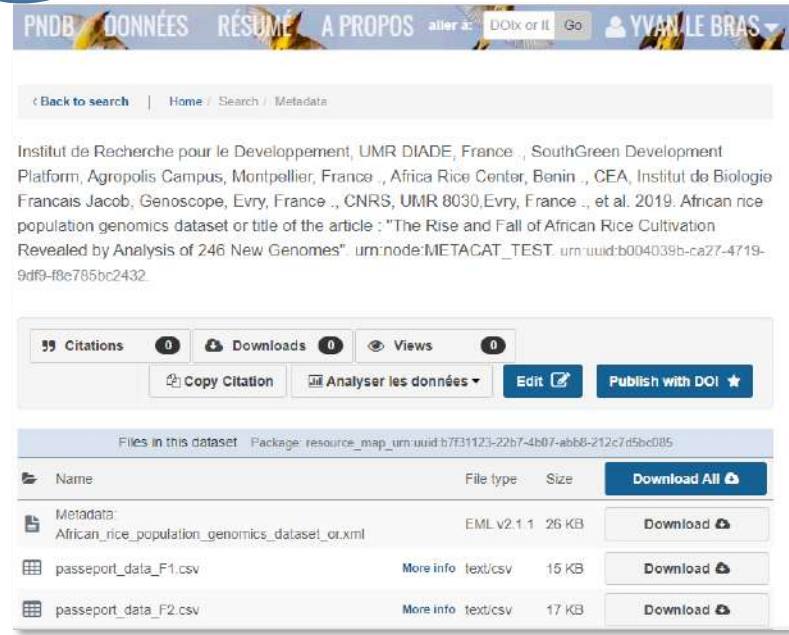 PNDB DONNÉES RÉSUMÉ A PROPOS aller à: DOIx or II Go YVAN LE BRAS
‹ Back to search | Home / Search / Metadata
Institut de Recherche pour le Developpement, UMR DIADE, France ., SouthGreen Development
Platform, Agropolis Campus, Montpellier, France ., Africa Rice Center, Benin ., CEA, Institut de Biologie
Francais Jacob, Genoscope, Evry, France ., CNRS, UMR 8030,Evry, France ., et al. 2019. African rice
population genomics dataset or title of the article : "The Rise and Fall of African Rice Cultivation
Revealed by Analysis of 246 New Genomes". urn:node:METACAT_TEST. urn:uuid:b004039b-ca27-4719-
9df9-f8e785bc2432.
Citations 0 Downloads 0 Views 0
Copy Citation Analyser les données Edit Publish with DOI
Files in this dataset Package: resource_map_urn:uuid:b7f31123-22b7-4b07-abb8-212c7d5bc085
Name File type Size Download All
Metadata:
African_rice_population_genomics_dataset_or.xml EML v2.1.1 26 KB Download
passeport_data_F1.csv More info text/csv 15 KB Download
passeport_data_F2.csv More info text/csv 17 KB Download